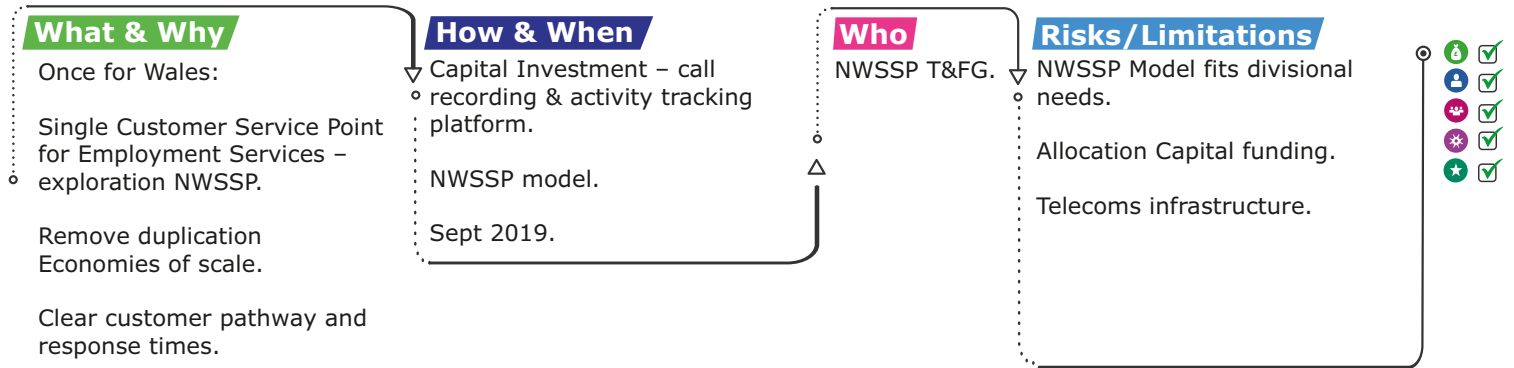 What & Why
Once for Wales:
Single Customer Service Point
for Employment Services –
exploration NWSSP.
Remove duplication
Economies of scale.
Clear customer pathway and
response times.
How & When
Capital Investment – call
recording & activity tracking
platform.
NWSSP model.
Sept 2019.
Who
NWSSP T&FG.
Risks/Limitations
NWSSP Model fits divisional
needs.
Allocation Capital funding.
Telecoms infrastructure.